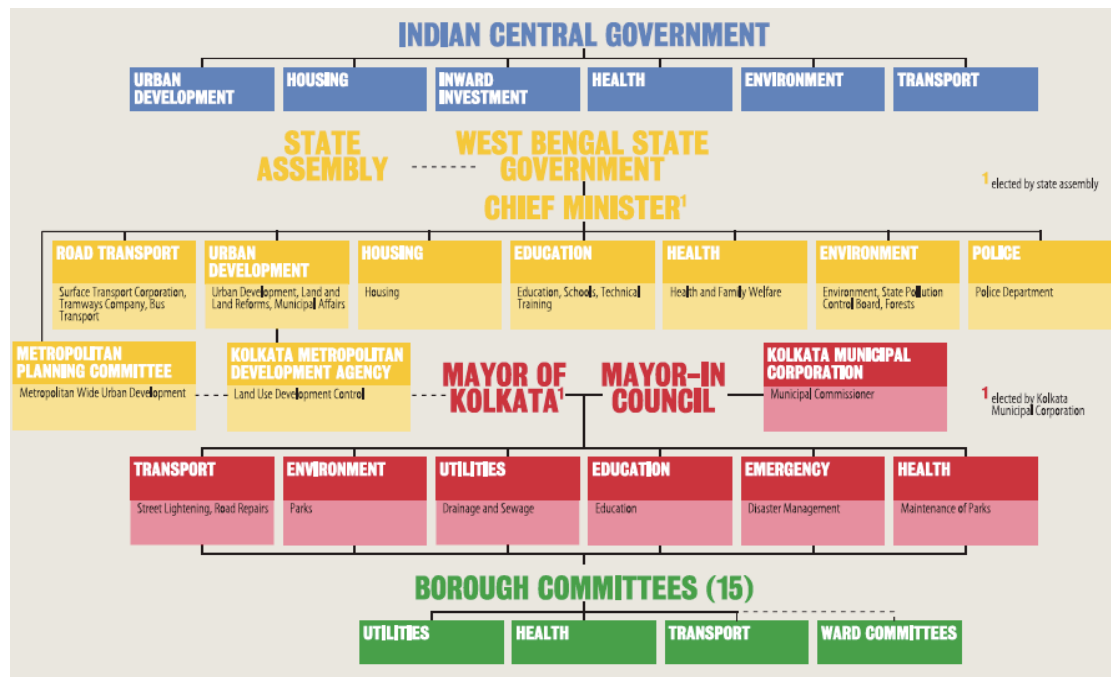 INDIAN CENTRAL GOVERNMENT
URBAN
DEVELOPMENT
HOUSING
INWARD
INVESTMENT
HEALTH
ENVIRONMENT
TRANSPORT
STATE
ASSEMBLY
WEST BENGAL STATE
GOVERNMENT
1 elected by state assembly
CHIEF MINISTER1
ROAD TRANSPORT
Surface Transport Corporation,
Tramways Company, Bus
Transport
URBAN
DEVELOPMENT
Urban Development, Land and
Land Reforms, Municipal Affairs
HOUSING
Housing
EDUCATION
Education, Schools, Technical
Training
HEALTH
Health and Family Welfare
ENVIRONMENT
Environment, State Pollution
Control Board, Forests
POLICE
Police Department
METROPOLITAN
PLANNING COMMITTEE
Metropolitan Wide Urban Development
KOLKATA METROPOLITAN
DEVELOPMENT AGENCY
Land Use Development Control
MAYOR OF
KOLKATA1
MAYOR-IN
COUNCIL
KOLKATA MUNICIPAL
CORPORATION
Municipal Commissioner
1 elected by Kolkata
Municipal Corporation
TRANSPORT
Street Lightening, Road Repairs
ENVIRONMENT
Parks
UTILITIES
Drainage and Sewage
EDUCATION
Education
EMERGENCY
Disaster Management
HEALTH
Maintenance of Parks
BOROUGH COMMITTEES (15)
UTILITIES
HEALTH
TRANSPORT
WARD COMMITTEES